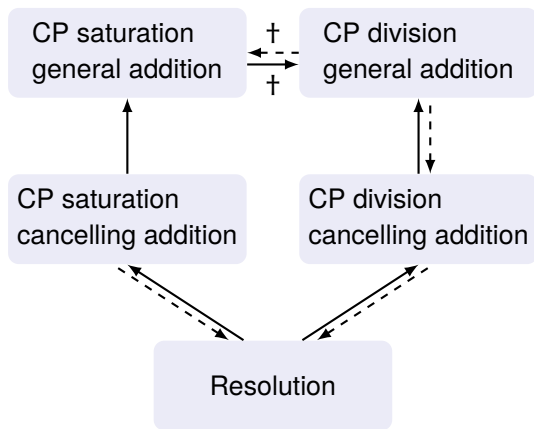 CP saturation
general addition
†
†
CP division
general addition
CP saturation
cancelling addition
CP division
cancelling addition
Resolution